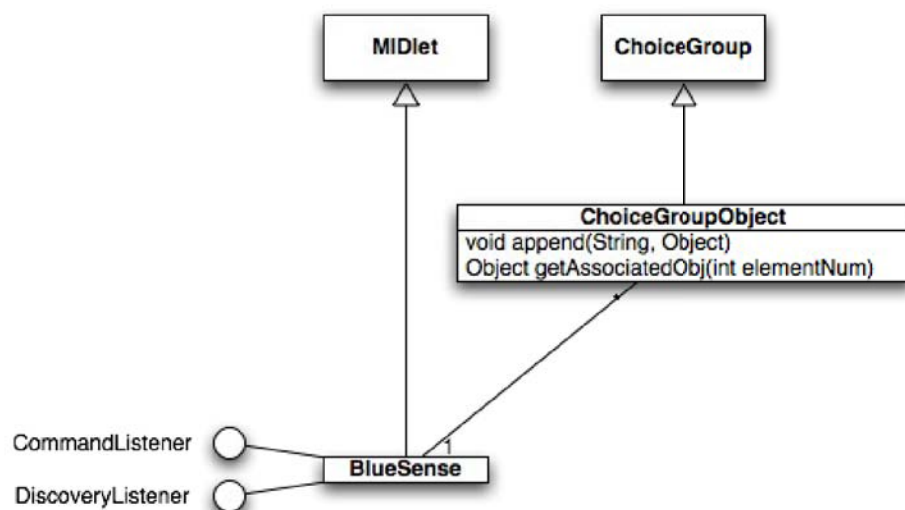 MIDlet
ChoiceGroup
ChoiceGroupObject
void append(String, Object)
Object getAssociatedObj(int elementNum)
*
1
CommandListener
BlueSense
DiscoveryListener